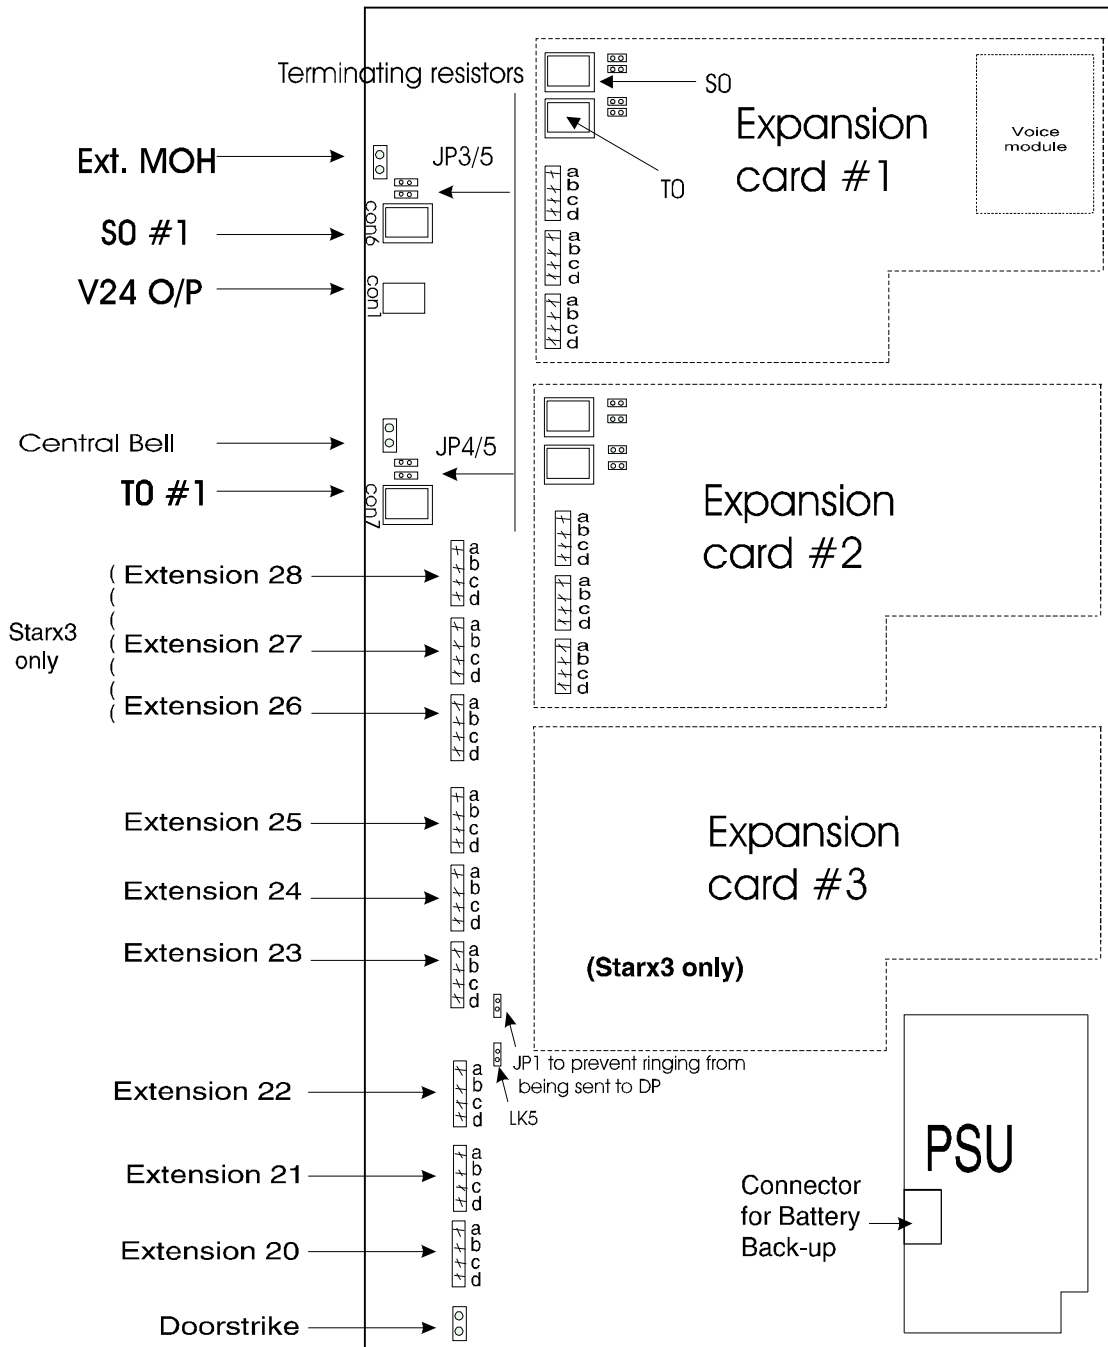 Terminating resistors
S0
T0
Expansion
card #1
Voice
module
a
b
c
d
a
b
c
d
a
b
c
d
Ext. MOH
JP3/5
S0 #1
con6
V24 O/P
con1
Central Bell
JP4/5
T0 #1
con7
Expansion
card #2
a
b
c
d
a
b
c
d
a
b
c
d
Starx3
only
( Extension 28
(
(
( Extension 27
(
(
( Extension 26
a
b
c
d
a
b
c
d
a
b
c
d
Extension 25
a
b
c
d
Extension 24
a
b
c
d
Extension 23
a
b
c
d
Expansion
card #3
(Starx3 only)
JP1 to prevent ringing from
being sent to DP
LK5
Extension 22
a
b
c
d
Extension 21
a
b
c
d
Extension 20
a
b
c
d
Doorstrike
PSU
Connector
for Battery
Back-up